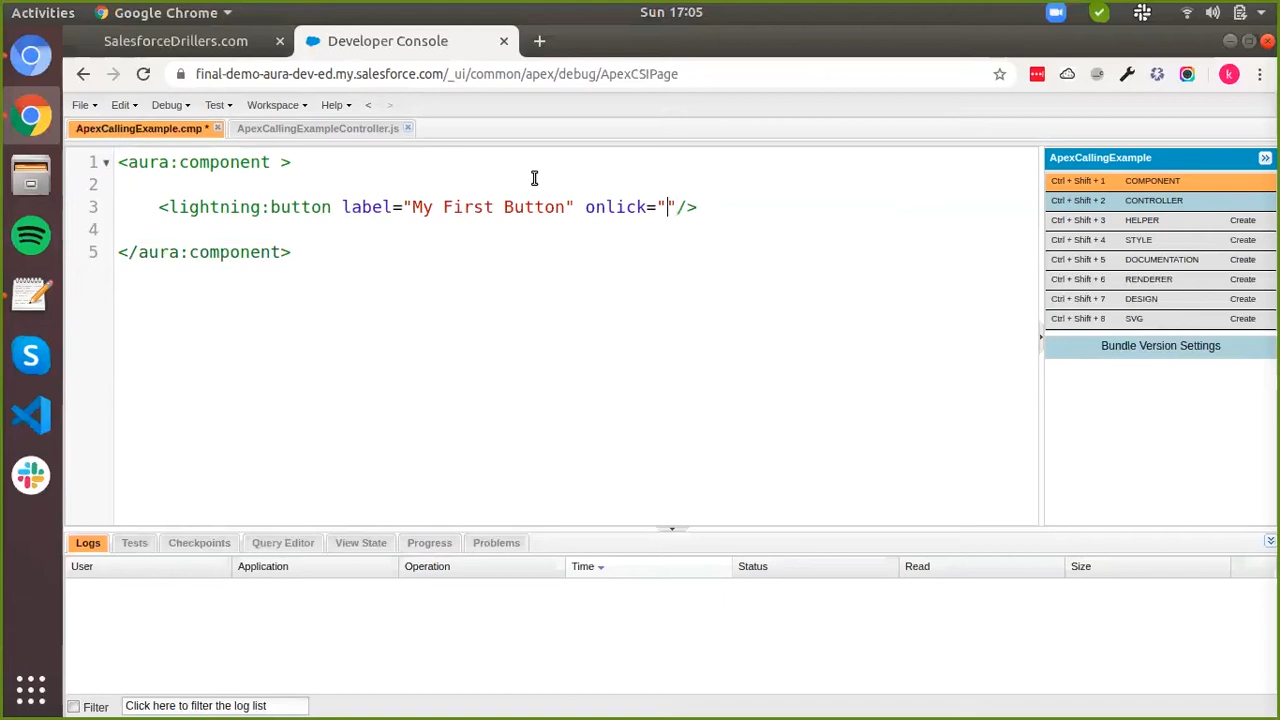 Activities Google Chrome Sun 17:05
SalesforceDrillers.com × Developer Console × +
final-demo-aura-dev-ed.my.salesforce.com/_ui/common/apex/debug/ApexCSIPage k
File Edit Debug Test Workspace Help < >
ApexCallingExample.cmp * ApexCallingExampleController.js
1 <aura:component >
2
3 <lightning:button label="My First Button" onlick=""/>
4
5 </aura:component>
ApexCallingExample
Ctrl + Shift + 1 COMPONENT
Ctrl + Shift + 2 CONTROLLER
Ctrl + Shift + 3 HELPER Create
Ctrl + Shift + 4 STYLE Create
Ctrl + Shift + 5 DOCUMENTATION Create
Ctrl + Shift + 6 RENDERER Create
Ctrl + Shift + 7 DESIGN Create
Ctrl + Shift + 8 SVG Create
Bundle Version Settings
Logs Tests Checkpoints Query Editor View State Progress Problems
User Application Operation Time Status Read Size
Filter Click here to filter the log list